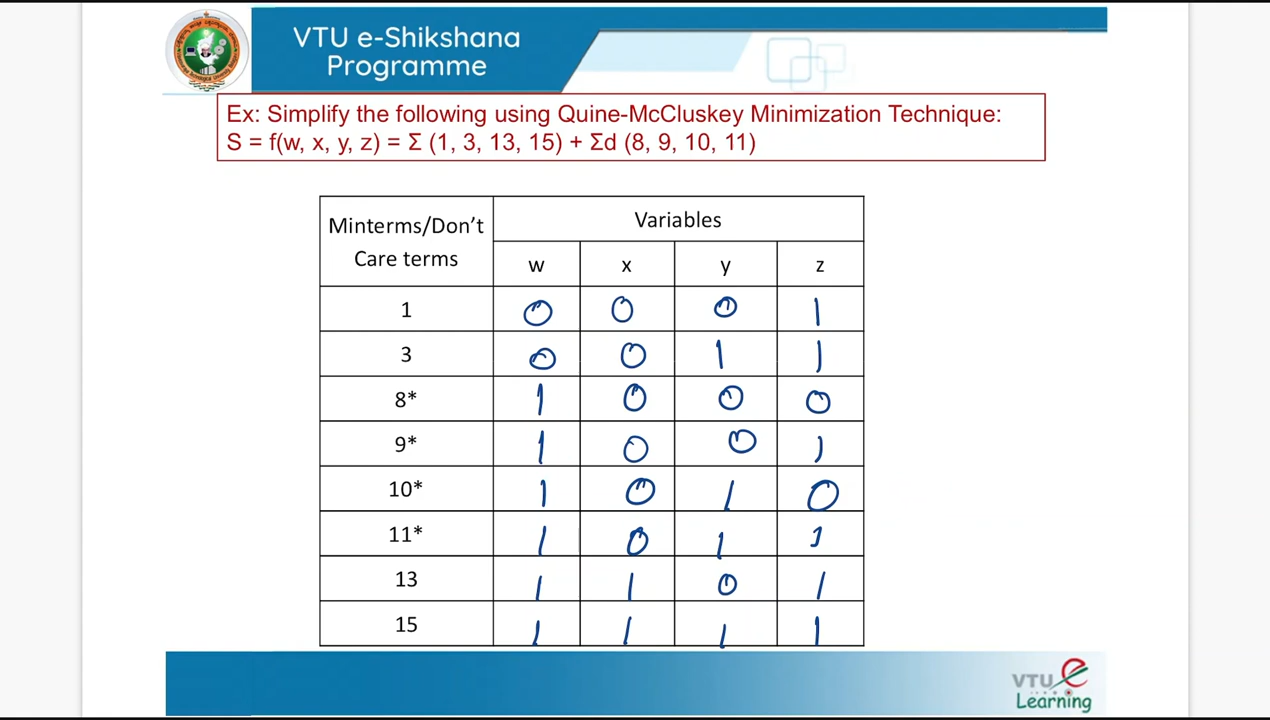 VTU e-Shikshana
Programme
Ex: Simplify the following using Quine-McCluskey Minimization Technique:
S = f(w, x, y, z) = Σ (1, 3, 13, 15) + Σd (8, 9, 10, 11)
Minterms/Don't Care terms Variables
w x y z
1 0 0 0 1
3 0 0 1 1
8* 1 0 0 0
9* 1 0 0 1
10* 1 0 1 0
11* 1 0 1 1
13 1 1 0 1
15 1 1 1 1
VTU e
Learning